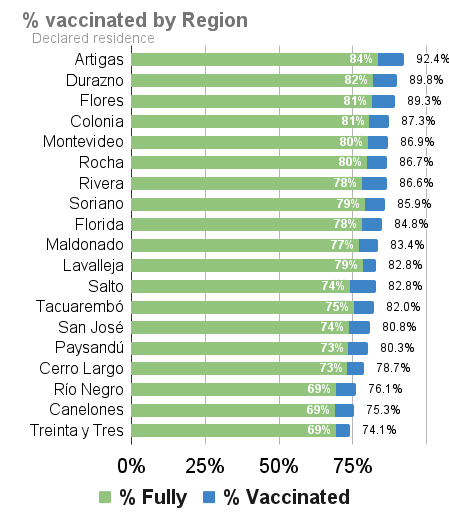 % vaccinated by Region
Declared residence
Artigas 84% 92.4%
Durazno 82% 89.8%
Flores 81% 89.3%
Colonia 81% 87.3%
Montevideo 80% 86.9%
Rocha 80% 86.7%
Rivera 78% 86.6%
Soriano 79% 85.9%
Florida 78% 84.8%
Maldonado 77% 83.4%
Lavalleja 79% 82.8%
Salto 74% 82.8%
Tacuarembó 75% 82.0%
San José 74% 80.8%
Paysandú 73% 80.3%
Cerro Largo 73% 78.7%
Río Negro 69% 76.1%
Canelones 69% 75.3%
Treinta y Tres 69% 74.1%
0% 25% 50% 75%
% Fully % Vaccinated